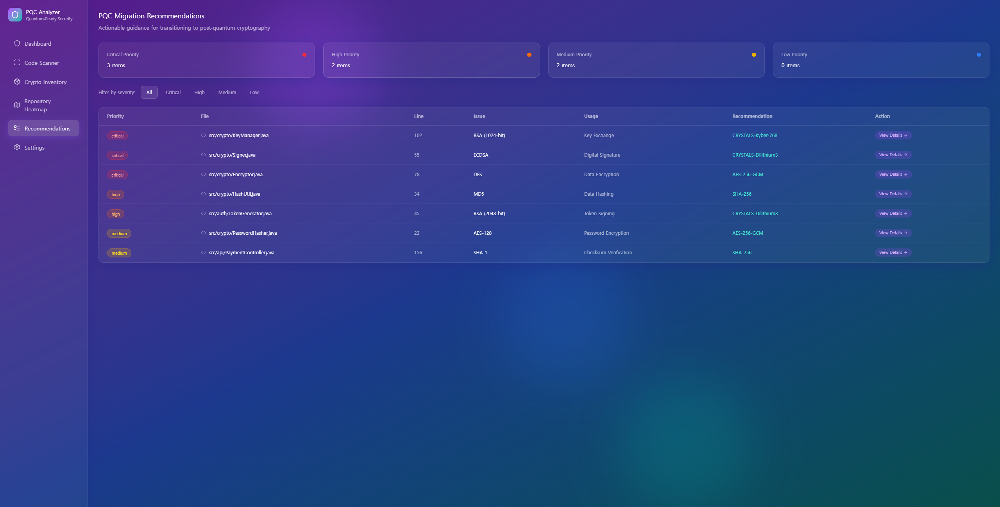 PQC Analyzer
Quantum-Ready Security
Dashboard
Code Scanner
Crypto Inventory
Repository
Heatmap
Recommendations
Settings
PQC Migration Recommendations
Actionable guidance for transitioning to post-quantum cryptography
Critical Priority
3 items
High Priority
2 items
Medium Priority
2 items
Low Priority
0 items
Filter by severity: All Critical High Medium Low
Priority File Line Issue Usage Recommendation Action
critical <> src/crypto/KeyManager.java 102 RSA (1024-bit) Key Exchange CRYSTALS-Kyber-768 View Details →
critical <> src/crypto/Signer.java 55 ECDSA Digital Signature CRYSTALS-Dilithium3 View Details →
critical <> src/crypto/Encryptor.java 78 DES Data Encryption AES-256-GCM View Details →
high <> src/crypto/HashUtil.java 34 MD5 Data Hashing SHA-256 View Details →
high <> src/auth/TokenGenerator.java 45 RSA (2048-bit) Token Signing CRYSTALS-Dilithium3 View Details →
medium <> src/crypto/PasswordHasher.java 23 AES-128 Password Encryption AES-256-GCM View Details →
medium <> src/api/PaymentController.java 156 SHA-1 Checksum Verification SHA-256 View Details →